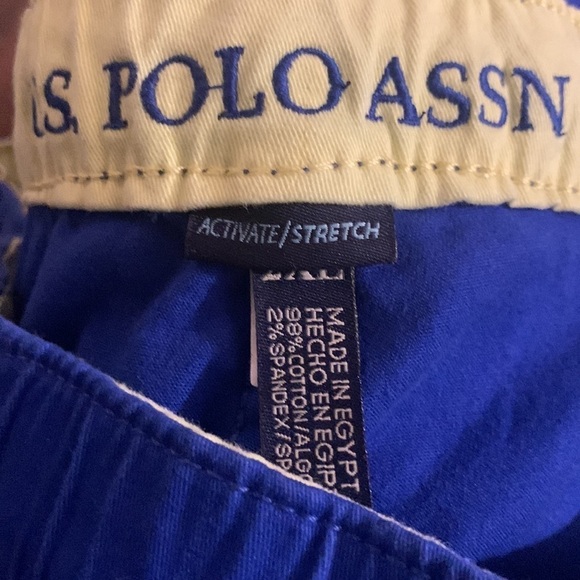 .S. POLO ASSN
ACTIVATE/STRETCH
MADE IN EGYPT
HECHO EN EGIP
98% COTTON/ALGO
2% SPANDEX/SP